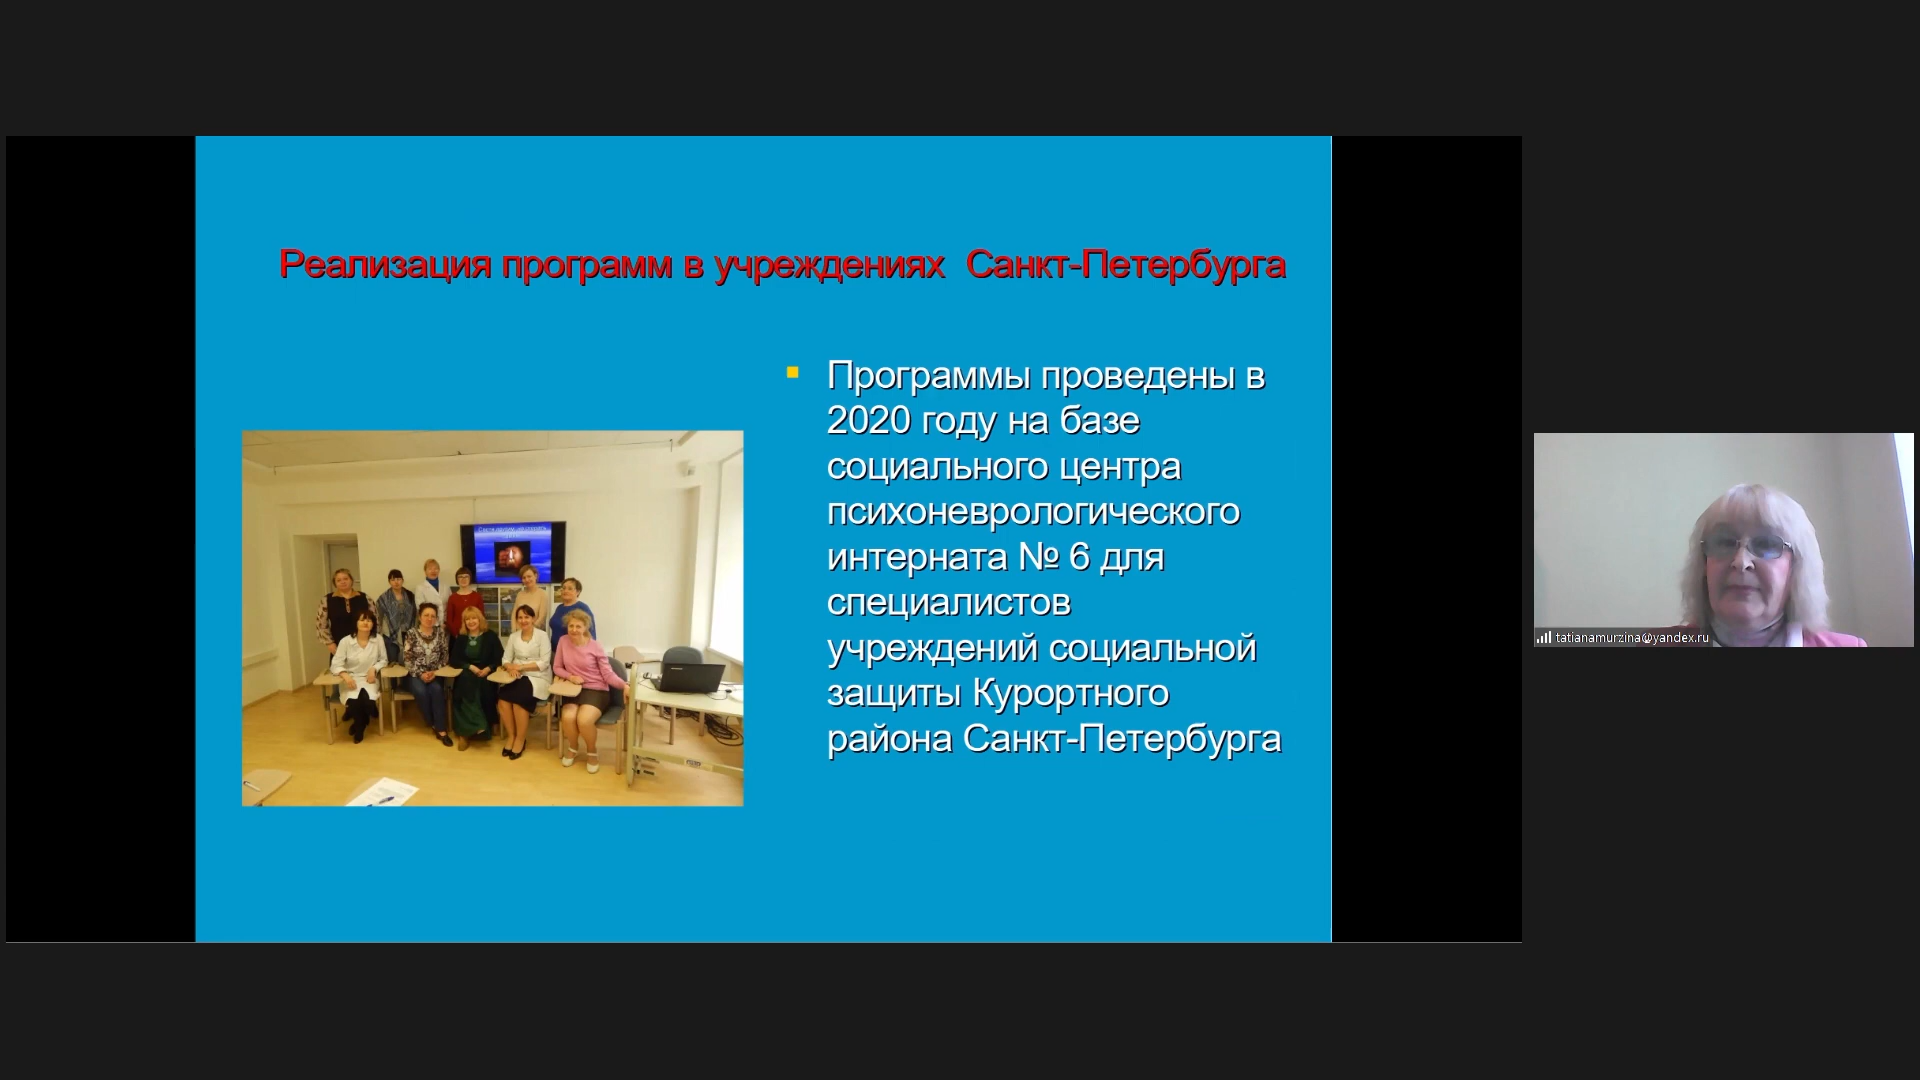 Реализация программ в учреждениях Санкт-Петербурга
Программы проведены в
2020 году на базе
социального центра
психоневрологического
интерната № 6 для
специалистов
учреждений социальной
защиты Курортного
района Санкт-Петербурга
tatianamurzina@yandex.ru